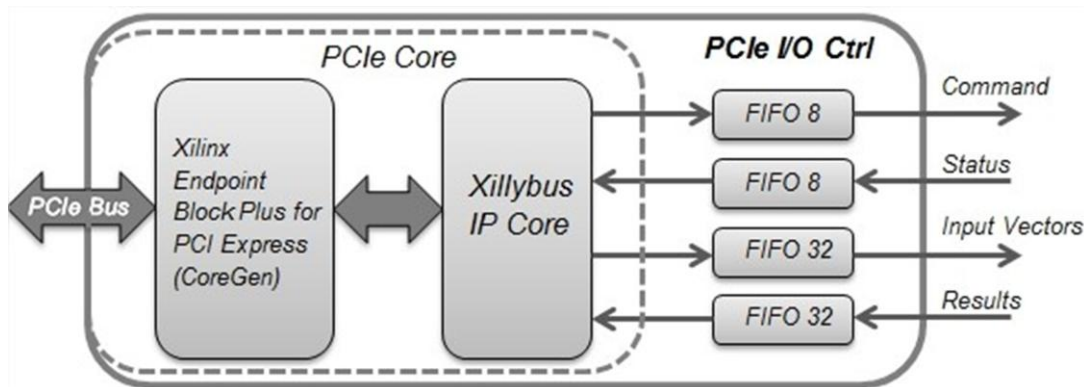 PCIe Core
PCIe I/O Ctrl
PCIe Bus
Xilinx
Endpoint
Block Plus for
PCI Express
(CoreGen)
Xillybus
IP Core
FIFO 8
Command
FIFO 8
Status
FIFO 32
Input Vectors
FIFO 32
Results